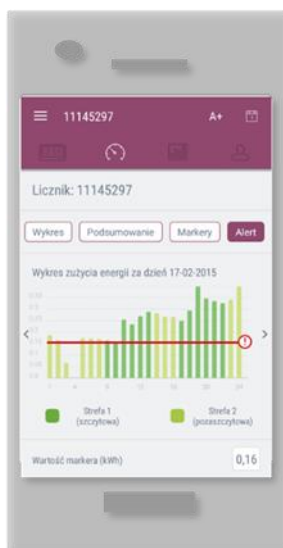 11145297 A+
Licznik: 11145297
Wykres Podsumowanie Markery Alert
Wykres zużycia energii za dzień 17-02-2015
Strefa 1
(szczytowa)
Strefa 2
(pozaszczytowa)
Wartość markera (kWh) 0,16